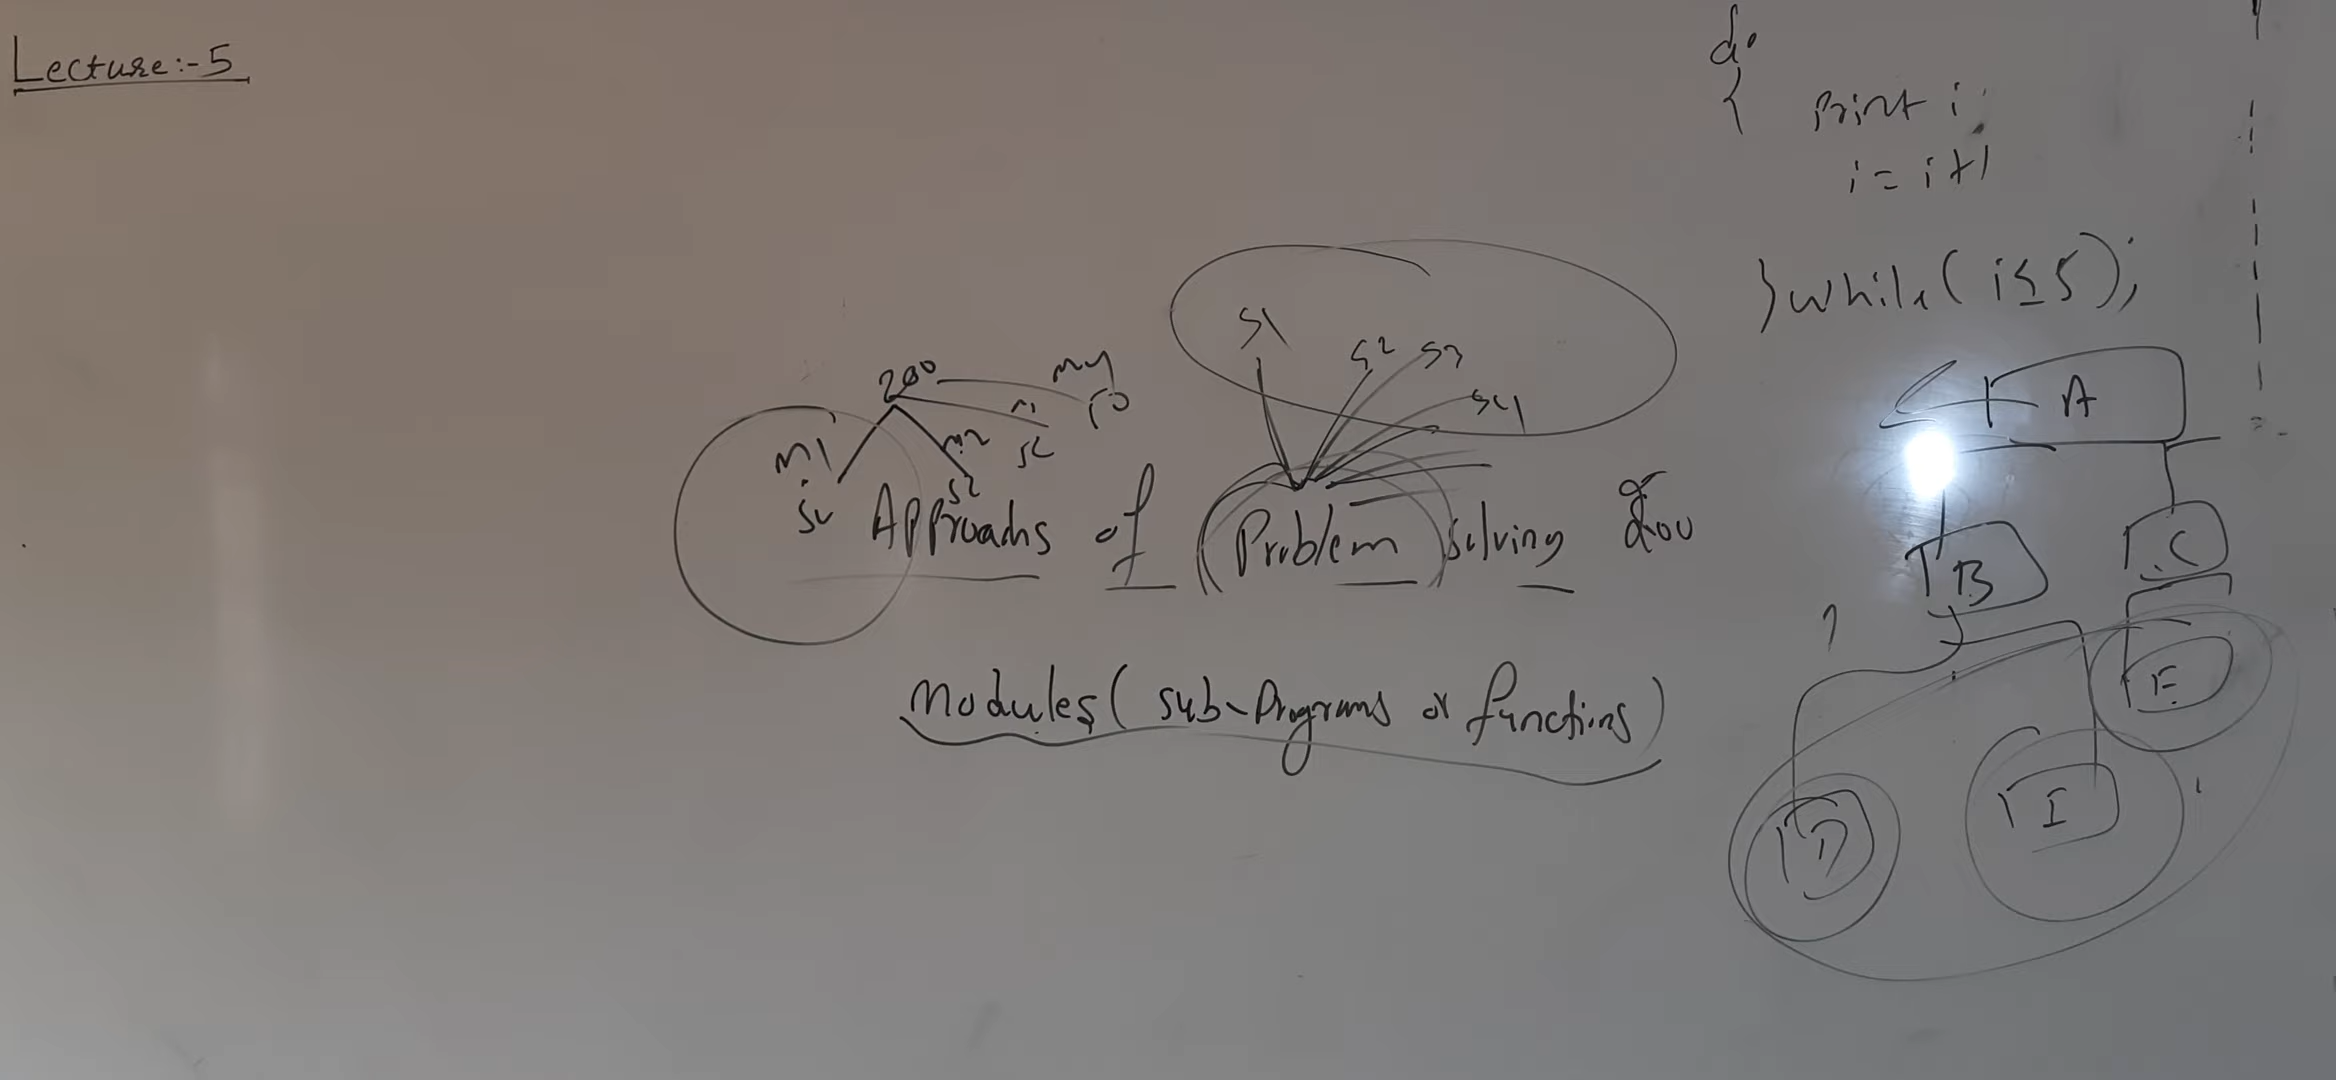 Lecture:-5
do
{
Print i;
i = i+1
} while( i≤5);
S1
S2 S3
S4
200
m1
m2
A
Approachs of Problem solving
B
C
Modules( sub-Programs or functions)
E
I
D